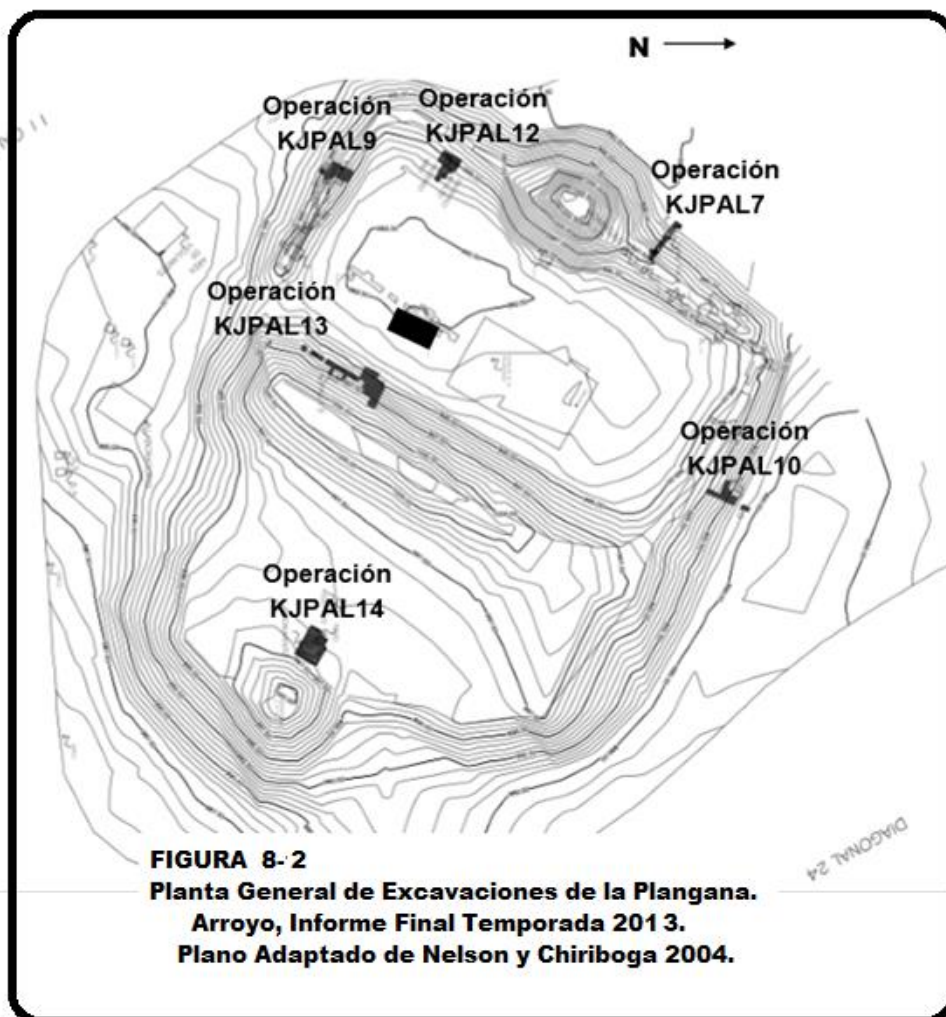 N
Operación
KJPAL9
Operación
KJPAL12
Operación
KJPAL7
Operación
KJPAL13
Operación
KJPAL10
Operación
KJPAL14
DIAGONAL 24
FIGURA 8-2
Planta General de Excavaciones de la Plangana.
Arroyo, Informe Final Temporada 2013.
Plano Adaptado de Nelson y Chiriboga 2004.